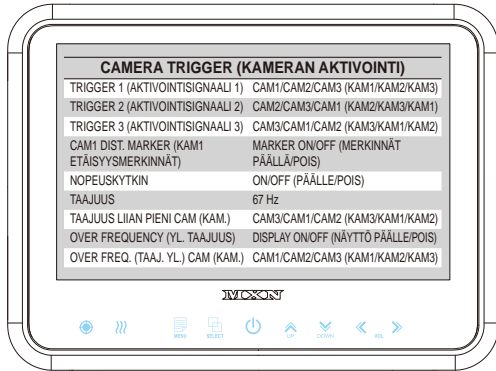 CAMERA TRIGGER (KAMERAN AKTIVOINTI)
TRIGGER 1 (AKTIVOINTISIGNAALI 1) CAM1/CAM2/CAM3 (KAM1/KAM2/KAM3)
TRIGGER 2 (AKTIVOINTISIGNAALI 2) CAM2/CAM3/CAM1 (KAM2/KAM3/KAM1)
TRIGGER 3 (AKTIVOINTISIGNAALI 3) CAM3/CAM1/CAM2 (KAM3/KAM1/KAM2)
CAM1 DIST. MARKER (KAM1 MARKER ON/OFF (MERKINNÄT
ETÄISYYSMERKINNÄT) PÄÄLLÄ/POIS)
NOPEUSKYTKIN ON/OFF (PÄÄLLE/POIS)
TAAJUUS 67 Hz
TAAJUUS LIIAN PIENI CAM (KAM.) CAM3/CAM1/CAM2 (KAM3/KAM1/KAM2)
OVER FREQUENCY (YL. TAAJUUS) DISPLAY ON/OFF (NÄYTTÖ PÄÄLLE/POIS)
OVER FREQ. (TAAJ. YL.) CAM (KAM.) CAM1/CAM2/CAM3 (KAM1/KAM2/KAM3)
MXN
MENU SELECT UP DOWN VOL